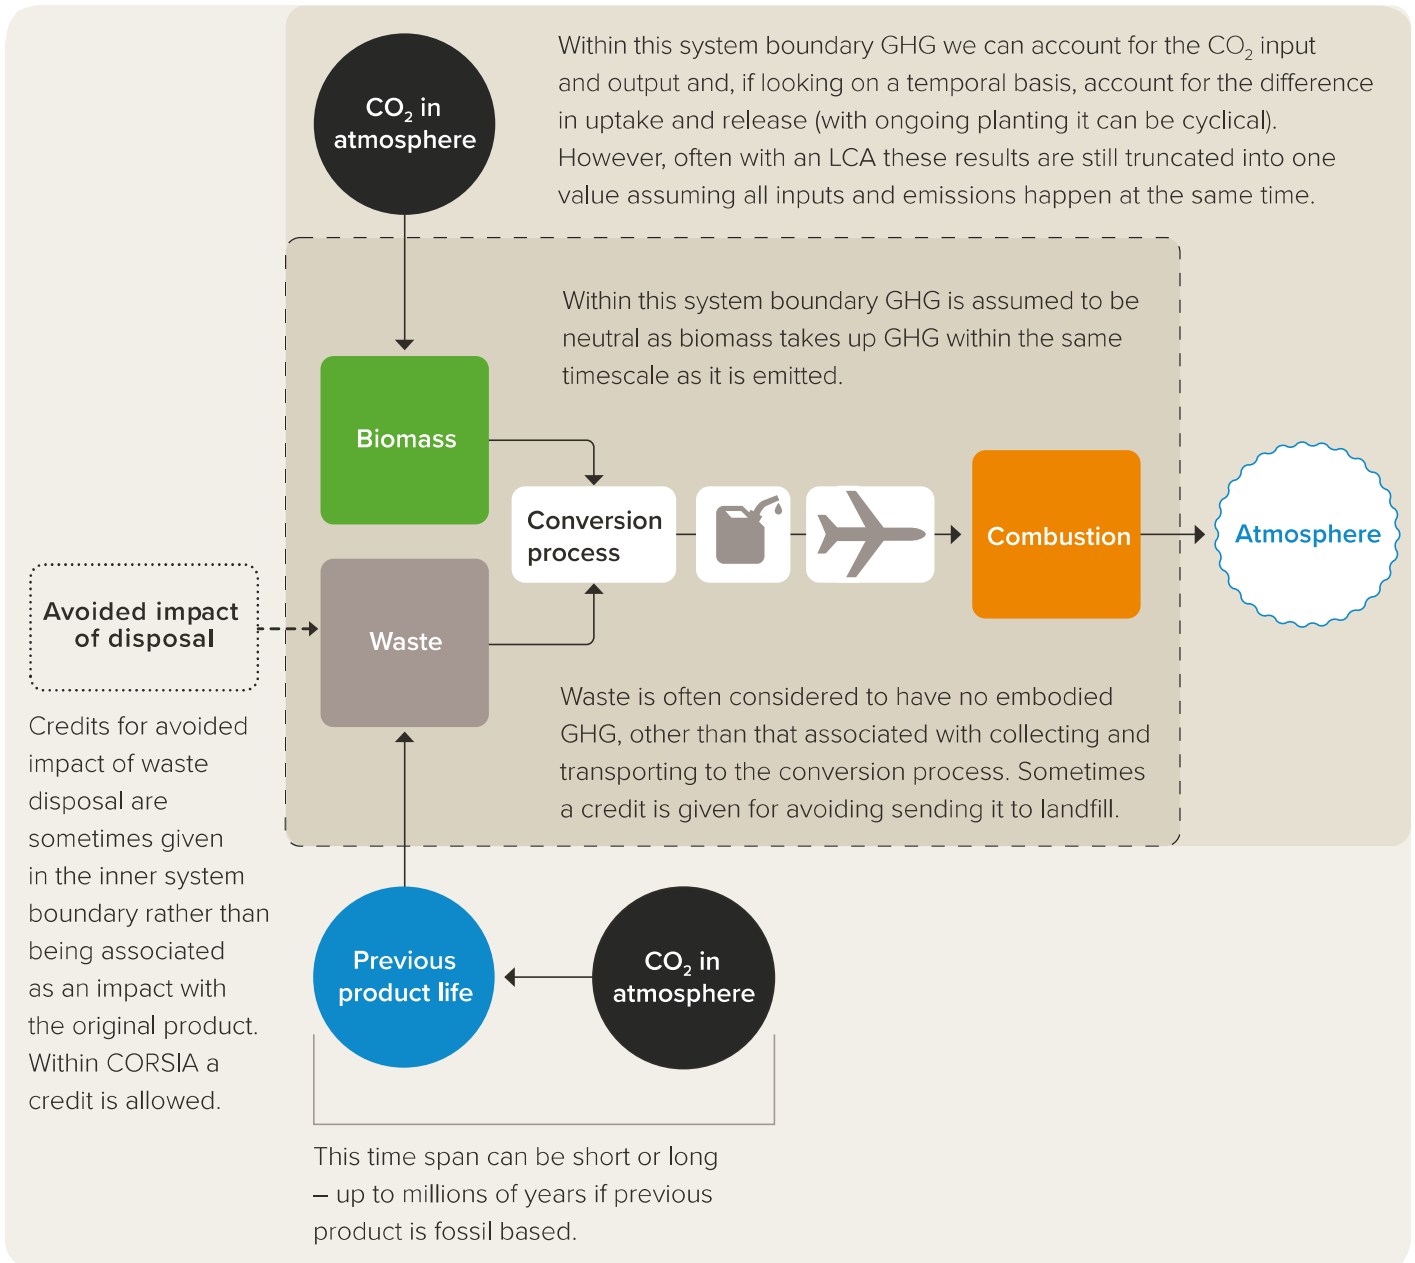 CO₂ in
atmosphere
Within this system boundary GHG we can account for the CO₂ input
and output and, if looking on a temporal basis, account for the difference
in uptake and release (with ongoing planting it can be cyclical).
However, often with an LCA these results are still truncated into one
value assuming all inputs and emissions happen at the same time.
Within this system boundary GHG is assumed to be
neutral as biomass takes up GHG within the same
timescale as it is emitted.
Biomass
Conversion
process
Combustion
Atmosphere
Avoided impact
of disposal
Waste
Waste is often considered to have no embodied
GHG, other than that associated with collecting and
transporting to the conversion process. Sometimes
a credit is given for avoiding sending it to landfill.
Credits for avoided
impact of waste
disposal are
sometimes given
in the inner system
boundary rather than
being associated
as an impact with
the original product.
Within CORSIA a
credit is allowed.
Previous
product life
CO₂ in
atmosphere
This time span can be short or long
– up to millions of years if previous
product is fossil based.